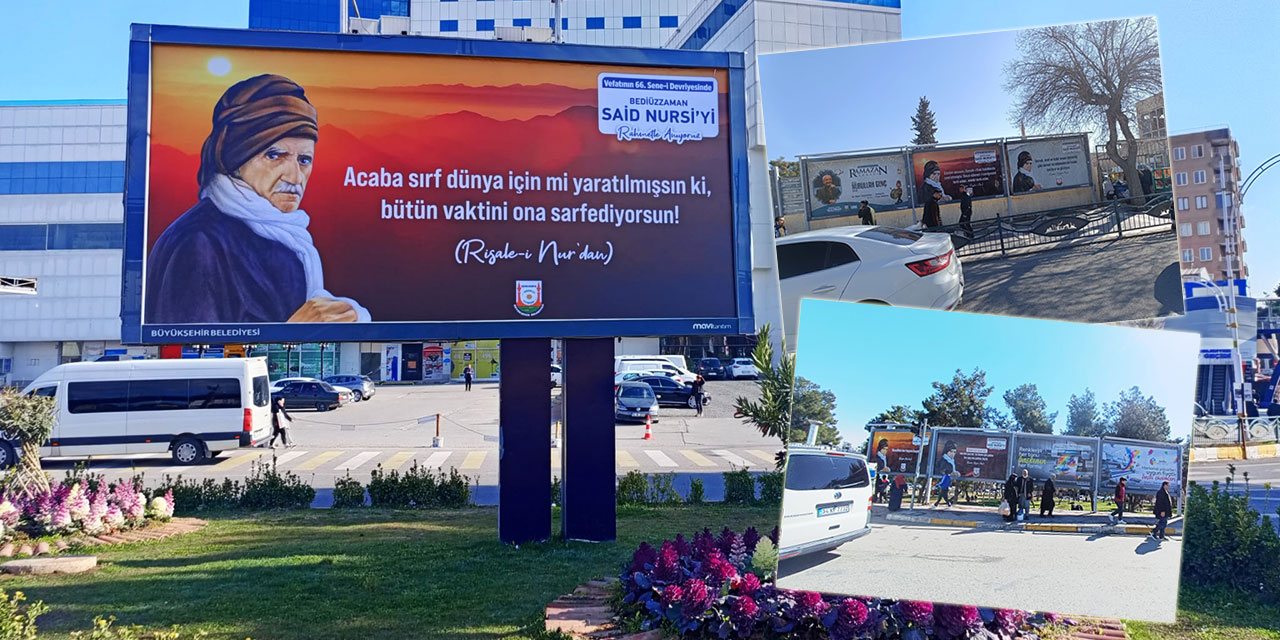 Vefatının 66. Sene-i Devriyesinde
BEDİÜZZAMAN
SAİD NURSİ'Yİ
Rahmetle Anıyoruz
Acaba sırf dünya için mi yaratılmışsın ki,
bütün vaktini ona sarfediyorsun!
(Risale-i Nur'dan)
BÜYÜKŞEHİR BELEDİYESİ
mavitanıtım
RAMAZAN